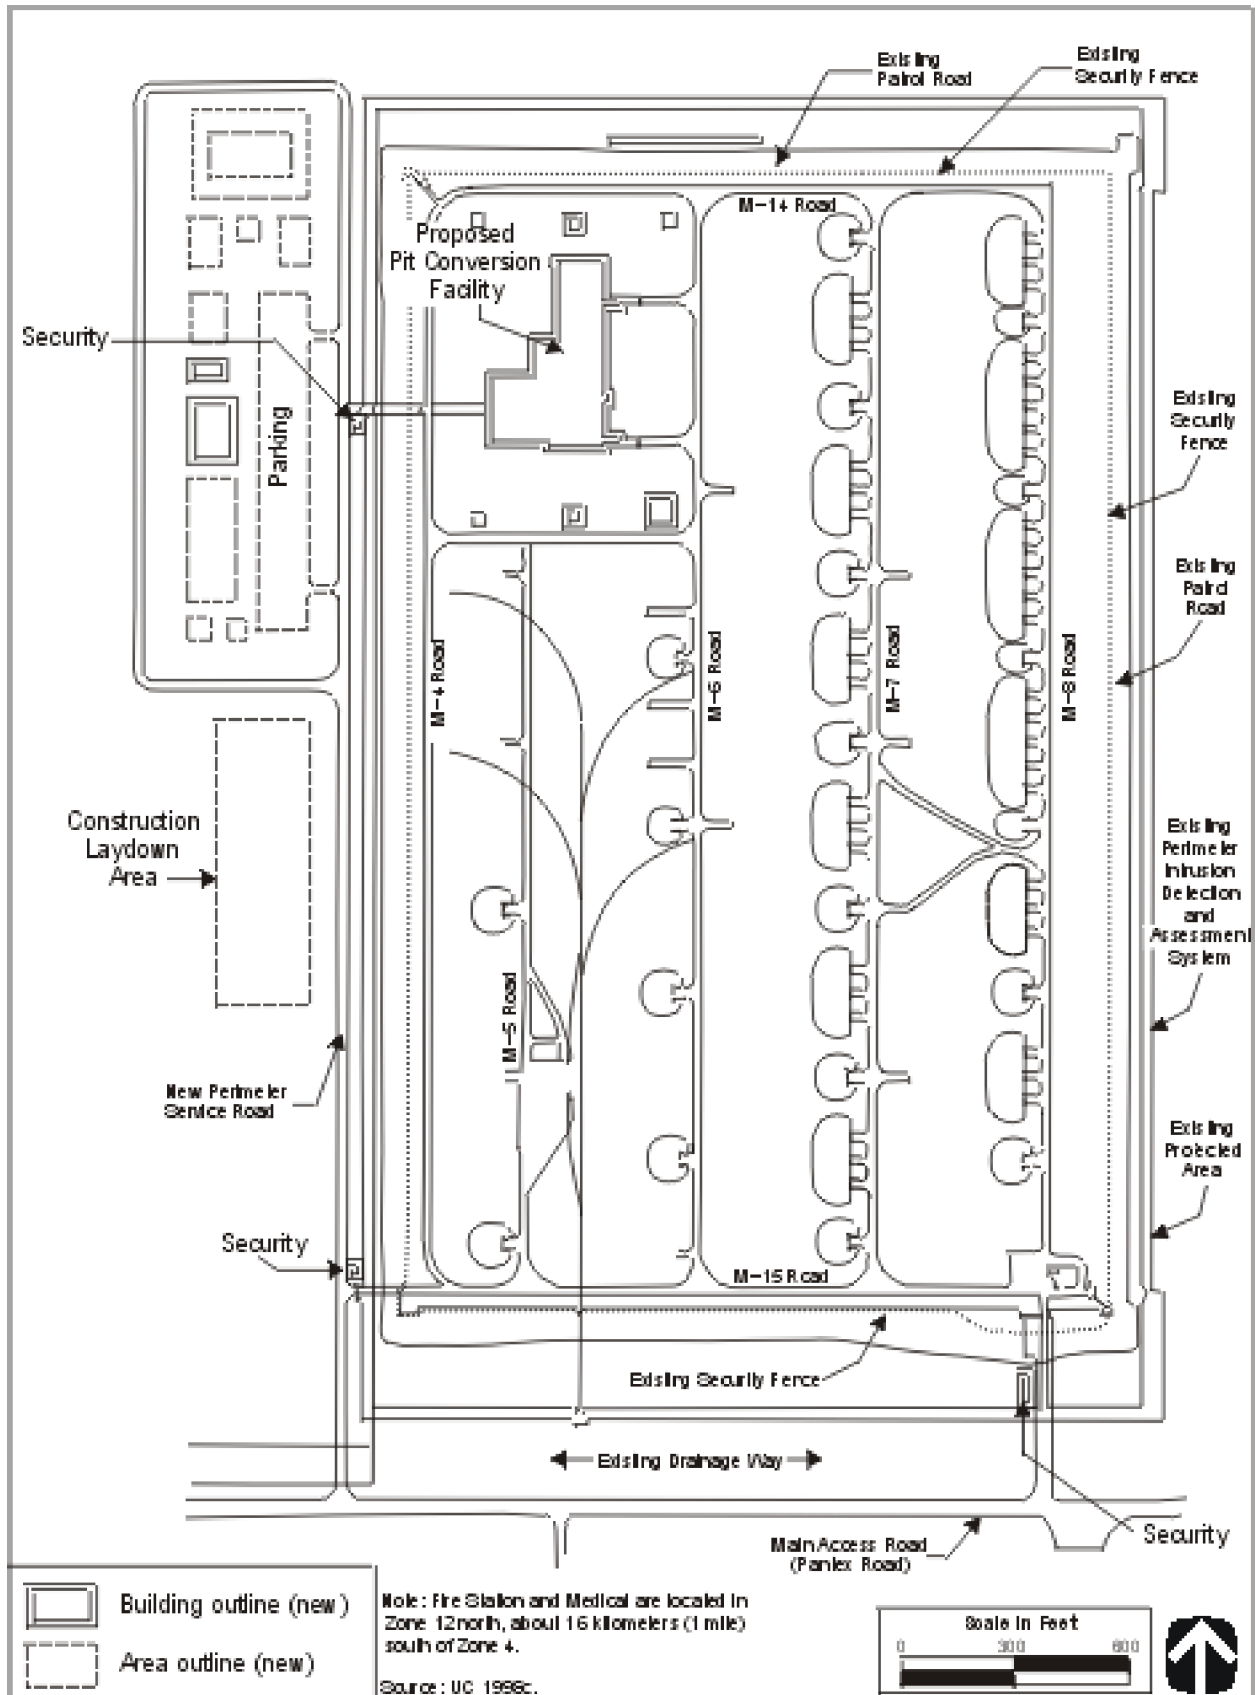 Existing
Patrol Road
Existing
Security Fence
M-14 Road
Proposed
Pit Conversion
Facility
Security
Parking
Existing
Security
Fence
Existing
Patrol
Road
M-4 Road
M-6 Road
M-7 Road
M-8 Road
Construction
Laydown
Area
Existing
Perimeter
Intrusion
Detection
and
Assessment
System
M-5 Road
New Perimeter
Service Road
Existing
Protected
Area
Security
M-15 Road
Existing Security Fence
Existing Drainage Way
Main Access Road
(Pantex Road)
Security
Building outline (new)
Area outline (new)
Note: Fire Station and Medical are located in
Zone 12 north, about 16 kilometers (1 mile)
south of Zone 4.
Source: UC 1998c.
Scale in Feet
0 300 600